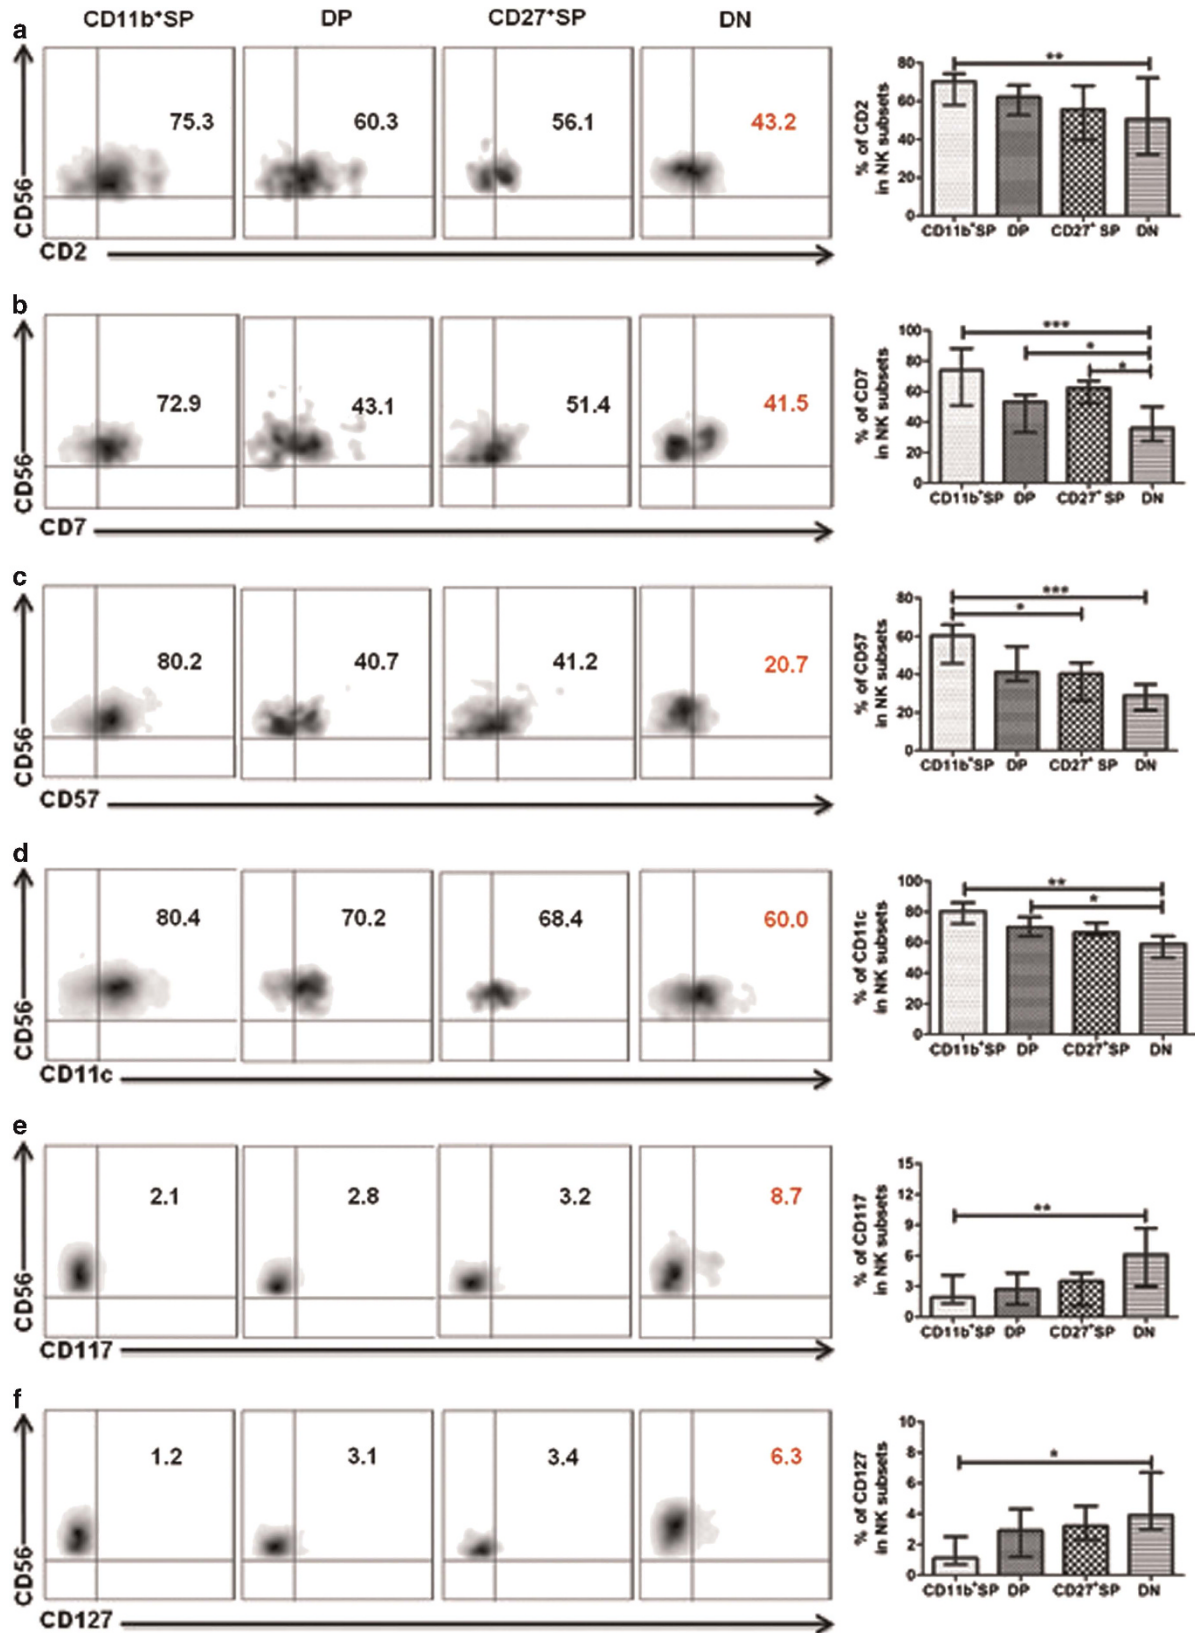 a
CD11b⁺SP DP CD27⁺SP DN
75.3 60.3 56.1 43.2
CD56
CD2
**
% of CD2
in NK subsets
80
60
40
20
0
CD11b⁺SP DP CD27⁺ SP DN
b
72.9 43.1 51.4 41.5
CD56
CD7
***
*
*
% of CD7
in NK subsets
100
80
60
40
20
0
CD11b⁺SP DP CD27⁺ SP DN
c
80.2 40.7 41.2 20.7
CD56
CD57
***
*
% of CD57
in NK subsets
80
60
40
20
0
CD11b⁺SP DP CD27⁺ SP DN
d
80.4 70.2 68.4 60.0
CD56
CD11c
**
*
% of CD11c
in NK subsets
100
80
60
40
20
0
CD11b⁺SP DP CD27⁺SP DN
e
2.1 2.8 3.2 8.7
CD56
CD117
**
% of CD117
in NK subsets
15
12
9
6
3
0
CD11b⁺SP DP CD27⁺SP DN
f
1.2 3.1 3.4 6.3
CD56
CD127
*
% of CD127
in NK subsets
10
8
6
4
2
0
CD11b⁺SP DP CD27⁺SP DN